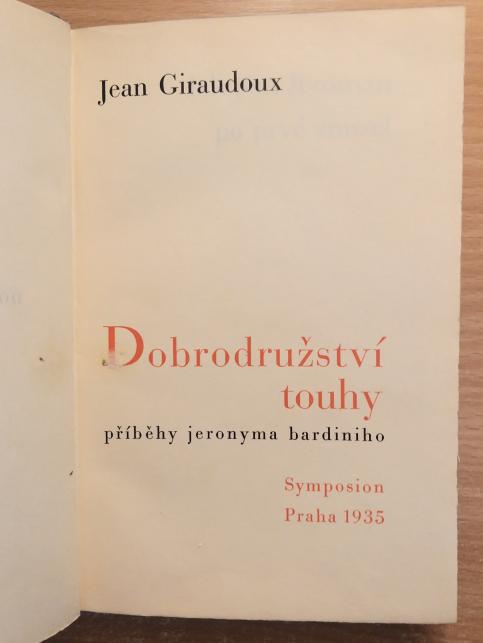 Jean Giraudoux
Dobrodružství
touhy
příběhy jeronyma bardiniho
Symposion
Praha 1935